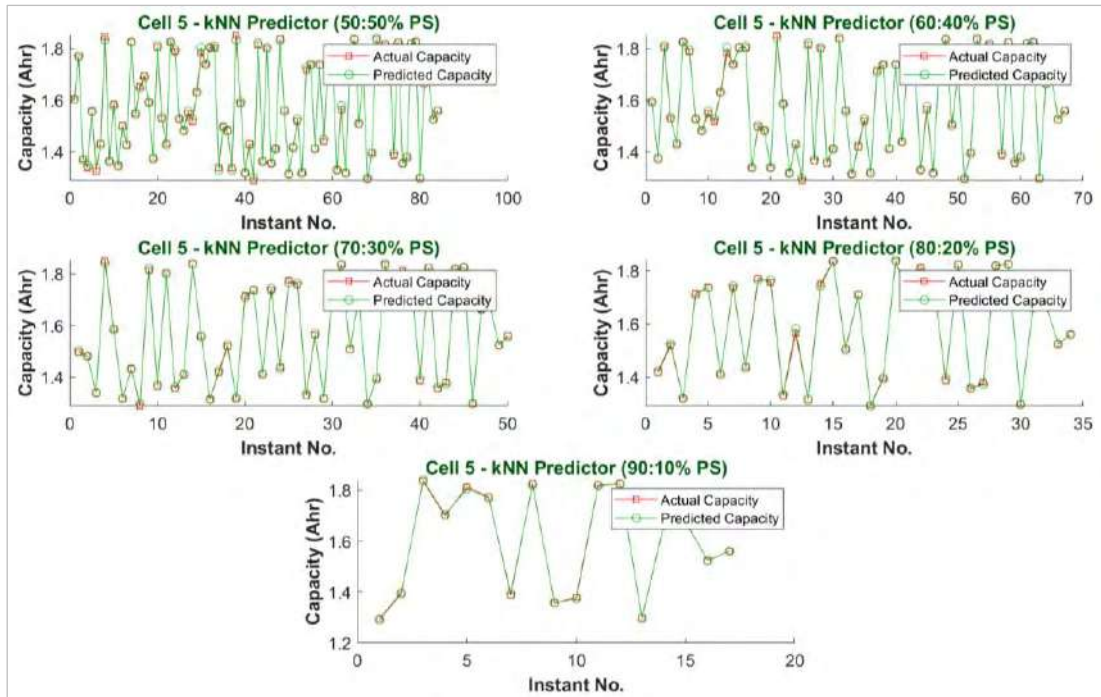 Cell 5 - kNN Predictor (50:50% PS)
Capacity (Ahr)
1.8
1.6
1.4
Actual Capacity
Predicted Capacity
0 20 40 60 80 100
Instant No.
Cell 5 - kNN Predictor (60:40% PS)
Capacity (Ahr)
1.8
1.6
1.4
Actual Capacity
Predicted Capacity
0 10 20 30 40 50 60 70
Instant No.
Cell 5 - kNN Predictor (70:30% PS)
Capacity (Ahr)
1.8
1.6
1.4
Actual Capacity
Predicted Capacity
0 10 20 30 40 50
Instant No.
Cell 5 - kNN Predictor (80:20% PS)
Capacity (Ahr)
1.8
1.6
1.4
Actual Capacity
Predicted Capacity
0 5 10 15 20 25 30 35
Instant No.
Cell 5 - kNN Predictor (90:10% PS)
Capacity (Ahr)
1.8
1.6
1.4
1.2
Actual Capacity
Predicted Capacity
0 5 10 15 20
Instant No.